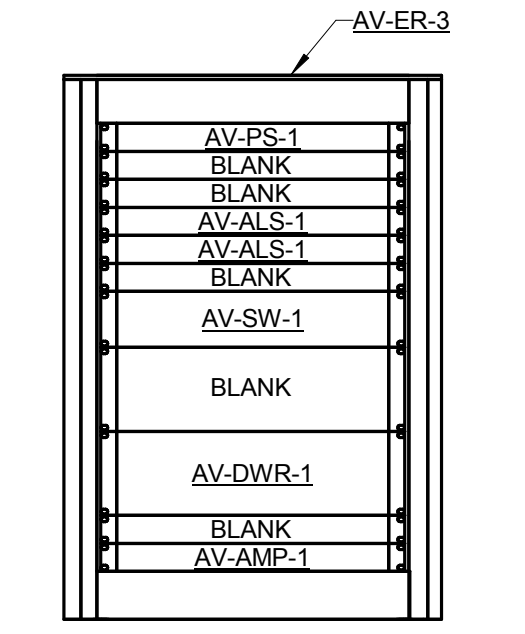 AV-ER-3
AV-PS-1
BLANK
BLANK
AV-ALS-1
AV-ALS-1
BLANK
AV-SW-1
BLANK
AV-DWR-1
BLANK
AV-AMP-1